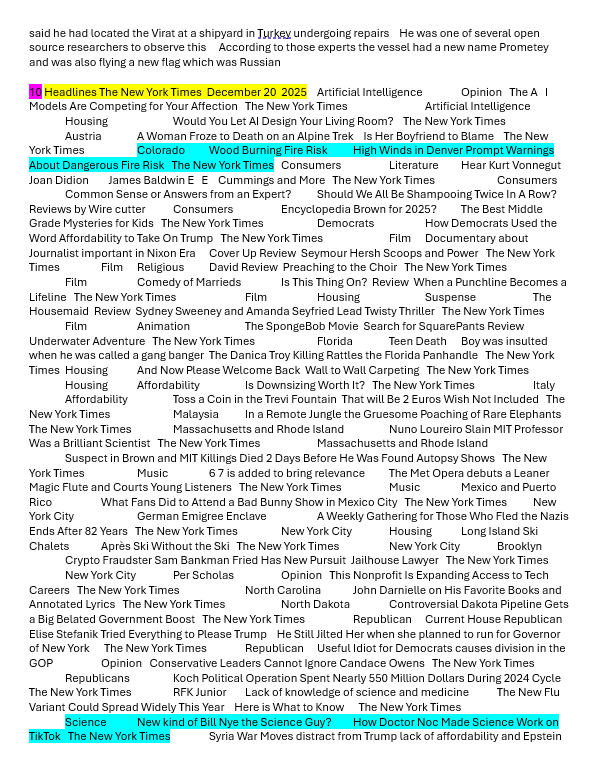 said he had located the Virat at a shipyard in Turkey undergoing repairs He was one of several open
source researchers to observe this According to those experts the vessel had a new name Prometey
and was also flying a new flag which was Russian
10 Headlines The New York Times December 20 2025 Artificial Intelligence Opinion The A I
Models Are Competing for Your Affection The New York Times Artificial Intelligence
Housing Would You Let AI Design Your Living Room? The New York Times
Austria A Woman Froze to Death on an Alpine Trek Is Her Boyfriend to Blame The New
York Times Colorado Wood Burning Fire Risk High Winds in Denver Prompt Warnings
About Dangerous Fire Risk The New York Times Consumers Literature Hear Kurt Vonnegut
Joan Didion James Baldwin E E Cummings and More The New York Times Consumers
Common Sense or Answers from an Expert? Should We All Be Shampooing Twice In A Row?
Reviews by Wire cutter Consumers Encyclopedia Brown for 2025? The Best Middle
Grade Mysteries for Kids The New York Times Democrats How Democrats Used the
Word Affordability to Take On Trump The New York Times Film Documentary about
Journalist important in Nixon Era Cover Up Review Seymour Hersh Scoops and Power The New York
Times Film Religious David Review Preaching to the Choir The New York Times
Film Comedy of Marrieds Is This Thing On? Review When a Punchline Becomes a
Lifeline The New York Times Film Housing Suspense The
Housemaid Review Sydney Sweeney and Amanda Seyfried Lead Twisty Thriller The New York Times
Film Animation The SpongeBob Movie Search for SquarePants Review
Underwater Adventure The New York Times Florida Teen Death Boy was insulted
when he was called a gang banger The Danica Troy Killing Rattles the Florida Panhandle The New York
Times Housing And Now Please Welcome Back Wall to Wall Carpeting The New York Times
Housing Affordability Is Downsizing Worth It? The New York Times Italy
Affordability Toss a Coin in the Trevi Fountain That will Be 2 Euros Wish Not Included The
New York Times Malaysia In a Remote Jungle the Gruesome Poaching of Rare Elephants
The New York Times Massachusetts and Rhode Island Nuno Loureiro Slain MIT Professor
Was a Brilliant Scientist The New York Times Massachusetts and Rhode Island
Suspect in Brown and MIT Killings Died 2 Days Before He Was Found Autopsy Shows The New
York Times Music 6 7 is added to bring relevance The Met Opera debuts a Leaner
Magic Flute and Courts Young Listeners The New York Times Music Mexico and Puerto
Rico What Fans Did to Attend a Bad Bunny Show in Mexico City The New York Times New
York City German Emigree Enclave A Weekly Gathering for Those Who Fled the Nazis
Ends After 82 Years The New York Times New York City Housing Long Island Ski
Chalets Après Ski Without the Ski The New York Times New York City Brooklyn
Crypto Fraudster Sam Bankman Fried Has New Pursuit Jailhouse Lawyer The New York Times
New York City Per Scholas Opinion This Nonprofit Is Expanding Access to Tech
Careers The New York Times North Carolina John Darnielle on His Favorite Books and
Annotated Lyrics The New York Times North Dakota Controversial Dakota Pipeline Gets
a Big Belated Government Boost The New York Times Republican Current House Republican
Elise Stefanik Tried Everything to Please Trump He Still Jilted Her when she planned to run for Governor
of New York The New York Times Republican Useful Idiot for Democrats causes division in the
GOP Opinion Conservative Leaders Cannot Ignore Candace Owens The New York Times
Republicans Koch Political Operation Spent Nearly 550 Million Dollars During 2024 Cycle
The New York Times RFK Junior Lack of knowledge of science and medicine The New Flu
Variant Could Spread Widely This Year Here is What to Know The New York Times
Science New kind of Bill Nye the Science Guy? How Doctor Noc Made Science Work on
TikTok The New York Times Syria War Moves distract from Trump lack of affordability and Epstein